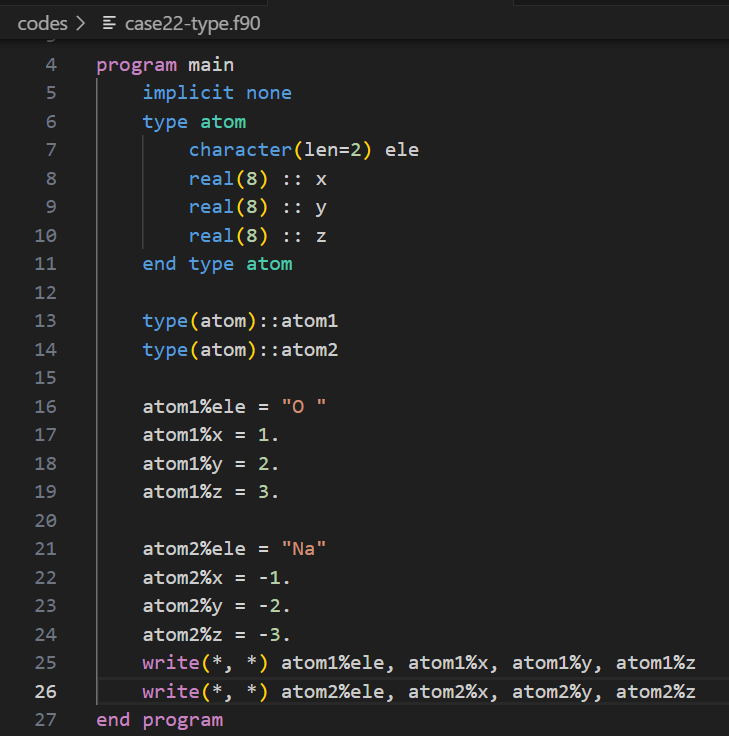 codes > case22-type.f90
4 program main
5 implicit none
6 type atom
7 character(len=2) ele
8 real(8) :: x
9 real(8) :: y
10 real(8) :: z
11 end type atom
12
13 type(atom)::atom1
14 type(atom)::atom2
15
16 atom1%ele = "O "
17 atom1%x = 1.
18 atom1%y = 2.
19 atom1%z = 3.
20
21 atom2%ele = "Na"
22 atom2%x = -1.
23 atom2%y = -2.
24 atom2%z = -3.
25 write(*, *) atom1%ele, atom1%x, atom1%y, atom1%z
26 write(*, *) atom2%ele, atom2%x, atom2%y, atom2%z
27 end program